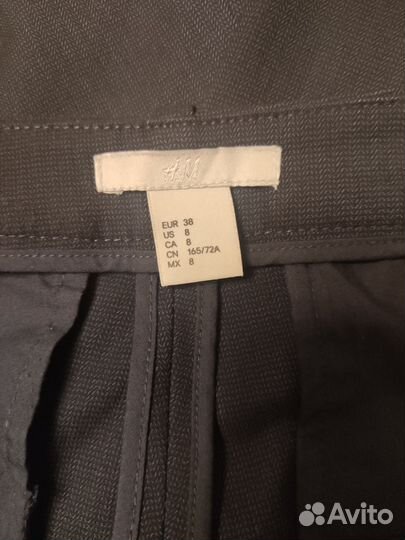 H&M
EUR 38
US 8
CA 8
CN 165/72A
MX 8
Avito